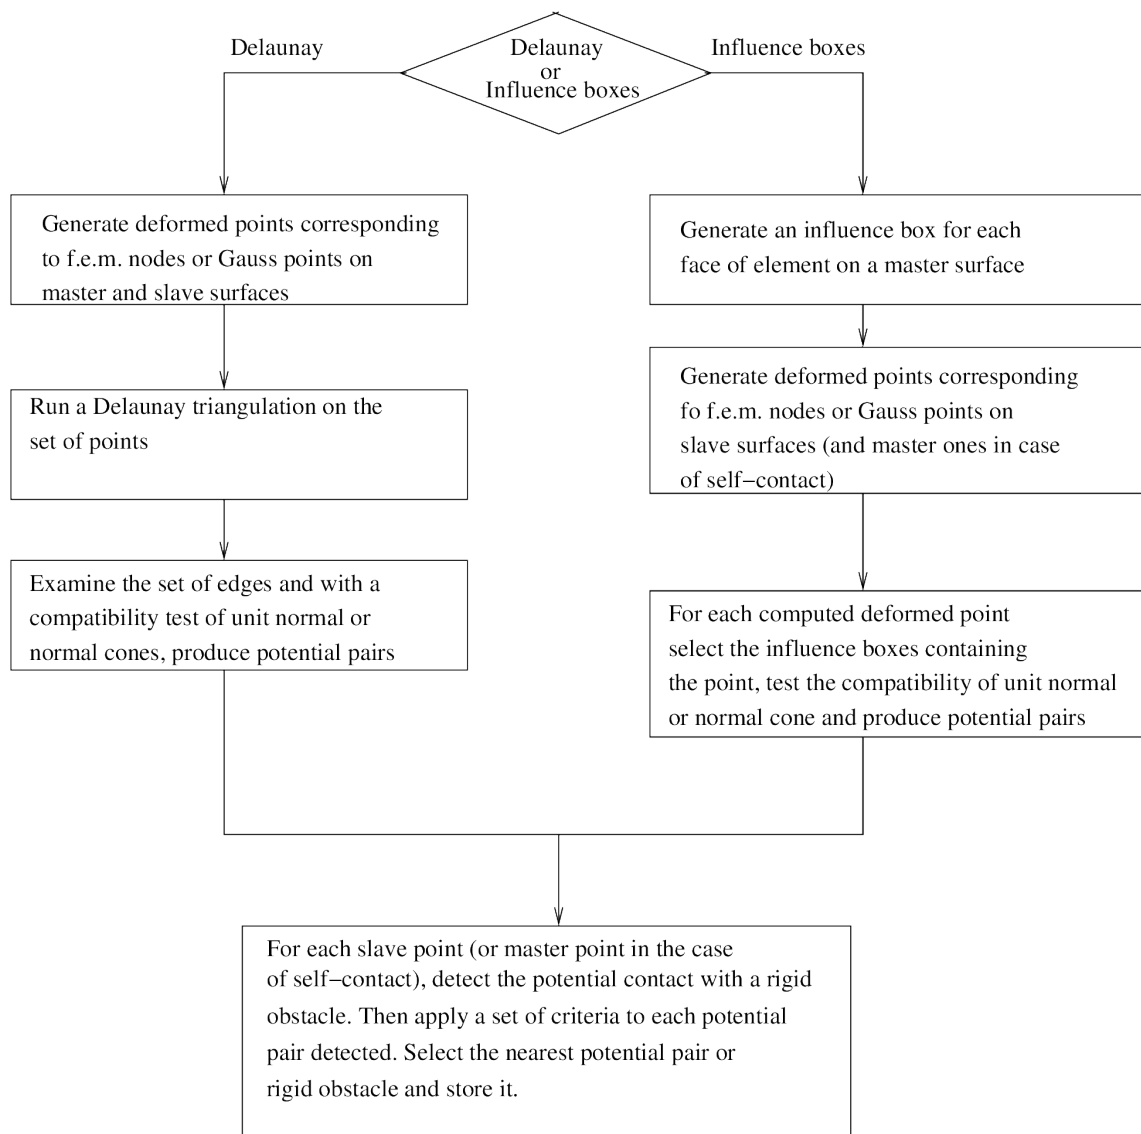 Delaunay
Delaunay
or
Influence boxes
Influence boxes
Generate deformed points corresponding
to f.e.m. nodes or Gauss points on
master and slave surfaces
Run a Delaunay triangulation on the
set of points
Examine the set of edges and with a
compatibility test of unit normal or
normal cones, produce potential pairs
Generate an influence box for each
face of element on a master surface
Generate deformed points corresponding
fo f.e.m. nodes or Gauss points on
slave surfaces (and master ones in case
of self−contact)
For each computed deformed point
select the influence boxes containing
the point, test the compatibility of unit normal
or normal cone and produce potential pairs
For each slave point (or master point in the case
of self−contact), detect the potential contact with a rigid
obstacle. Then apply a set of criteria to each potential
pair detected. Select the nearest potential pair or
rigid obstacle and store it.